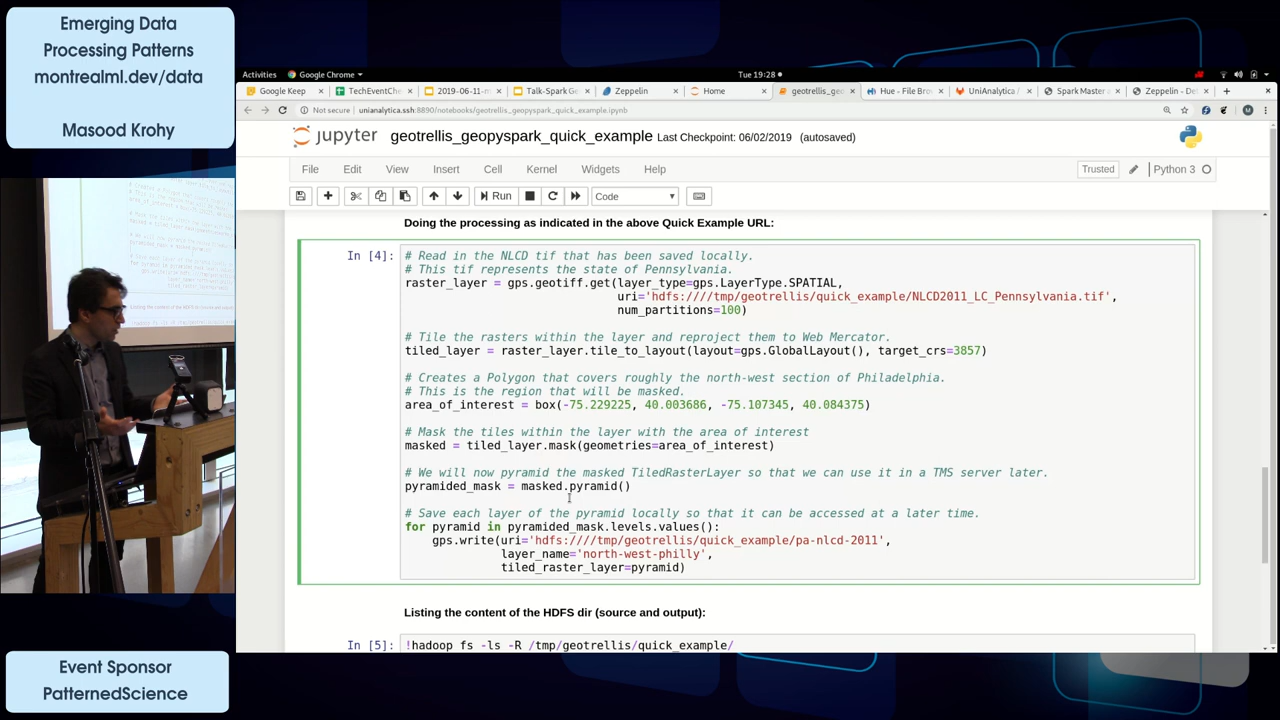 Emerging Data
Processing Patterns
montrealml.dev/data
Masood Krohy
Activities Google Chrome Tue 19:28
Google Keep TechEventChe 2019-06-11-m Talk-Spark Ge Zeppelin Home geotrellis_geo Hue - File Brow UniAnalytica / Spark Master Zeppelin - De
Not secure unianalytica.ssh:8890/notebooks/geotrellis_geopyspark_quick_example.ipynb
jupyter geotrellis_geopyspark_quick_example Last Checkpoint: 06/02/2019 (autosaved)
File Edit View Insert Cell Kernel Widgets Help Trusted Python 3
Run Code
Doing the processing as indicated in the above Quick Example URL:
In [4]: # Read in the NLCD tif that has been saved locally.
# This tif represents the state of Pennsylvania.
raster_layer = gps.geotiff.get(layer_type=gps.LayerType.SPATIAL,
uri='hdfs:////tmp/geotrellis/quick_example/NLCD2011_LC_Pennsylvania.tif',
num_partitions=100)
# Tile the rasters within the layer and reproject them to Web Mercator.
tiled_layer = raster_layer.tile_to_layout(layout=gps.GlobalLayout(), target_crs=3857)
# Creates a Polygon that covers roughly the north-west section of Philadelphia.
# This is the region that will be masked.
area_of_interest = box(-75.229225, 40.003686, -75.107345, 40.084375)
# Mask the tiles within the layer with the area of interest
masked = tiled_layer.mask(geometries=area_of_interest)
# We will now pyramid the masked TiledRasterLayer so that we can use it in a TMS server later.
pyramided_mask = masked.pyramid()
# Save each layer of the pyramid locally so that it can be accessed at a later time.
for pyramid in pyramided_mask.levels.values():
gps.write(uri='hdfs:////tmp/geotrellis/quick_example/pa-nlcd-2011',
layer_name='north-west-philly',
tiled_raster_layer=pyramid)
Listing the content of the HDFS dir (source and output):
In [5]: !hadoop fs -ls -R /tmp/geotrellis/quick_example/
Event Sponsor
PatternedScience